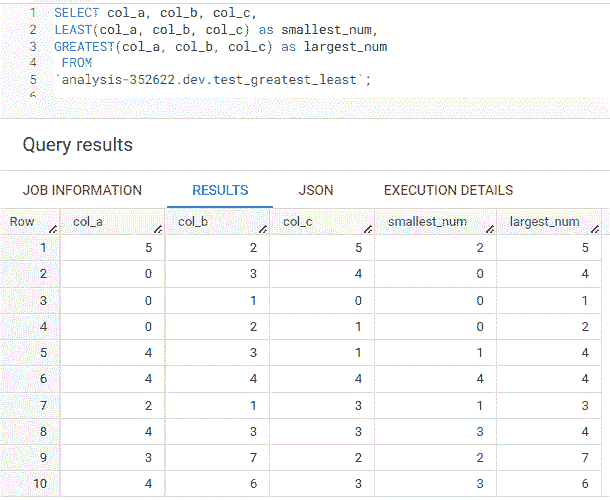 1 SELECT col_a, col_b, col_c,
2 LEAST(col_a, col_b, col_c) as smallest_num,
3 GREATEST(col_a, col_b, col_c) as largest_num
4 FROM
5 `analysis-352622.dev.test_greatest_least`;
6
Query results
JOB INFORMATION RESULTS JSON EXECUTION DETAILS
Row col_a col_b col_c smallest_num largest_num
1 5 2 5 2 5
2 0 3 4 0 4
3 0 1 0 0 1
4 0 2 1 0 2
5 4 3 1 1 4
6 4 4 4 4 4
7 2 1 3 1 3
8 4 3 3 3 4
9 3 7 2 2 7
10 4 6 3 3 6